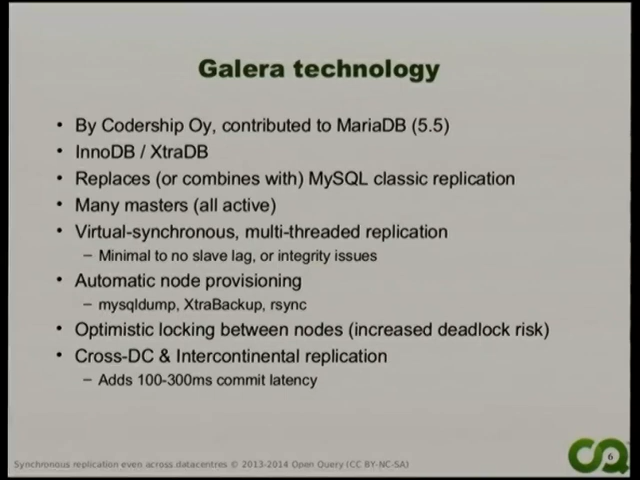 Galera technology
• By Codership Oy, contributed to MariaDB (5.5)
• InnoDB / XtraDB
• Replaces (or combines with) MySQL classic replication
• Many masters (all active)
• Virtual-synchronous, multi-threaded replication
– Minimal to no slave lag, or integrity issues
• Automatic node provisioning
– mysqldump, XtraBackup, rsync
• Optimistic locking between nodes (increased deadlock risk)
• Cross-DC & Intercontinental replication
– Adds 100-300ms commit latency
Synchronous replication even across datacentres © 2013-2014 Open Query (CC BY-NC-SA)
6